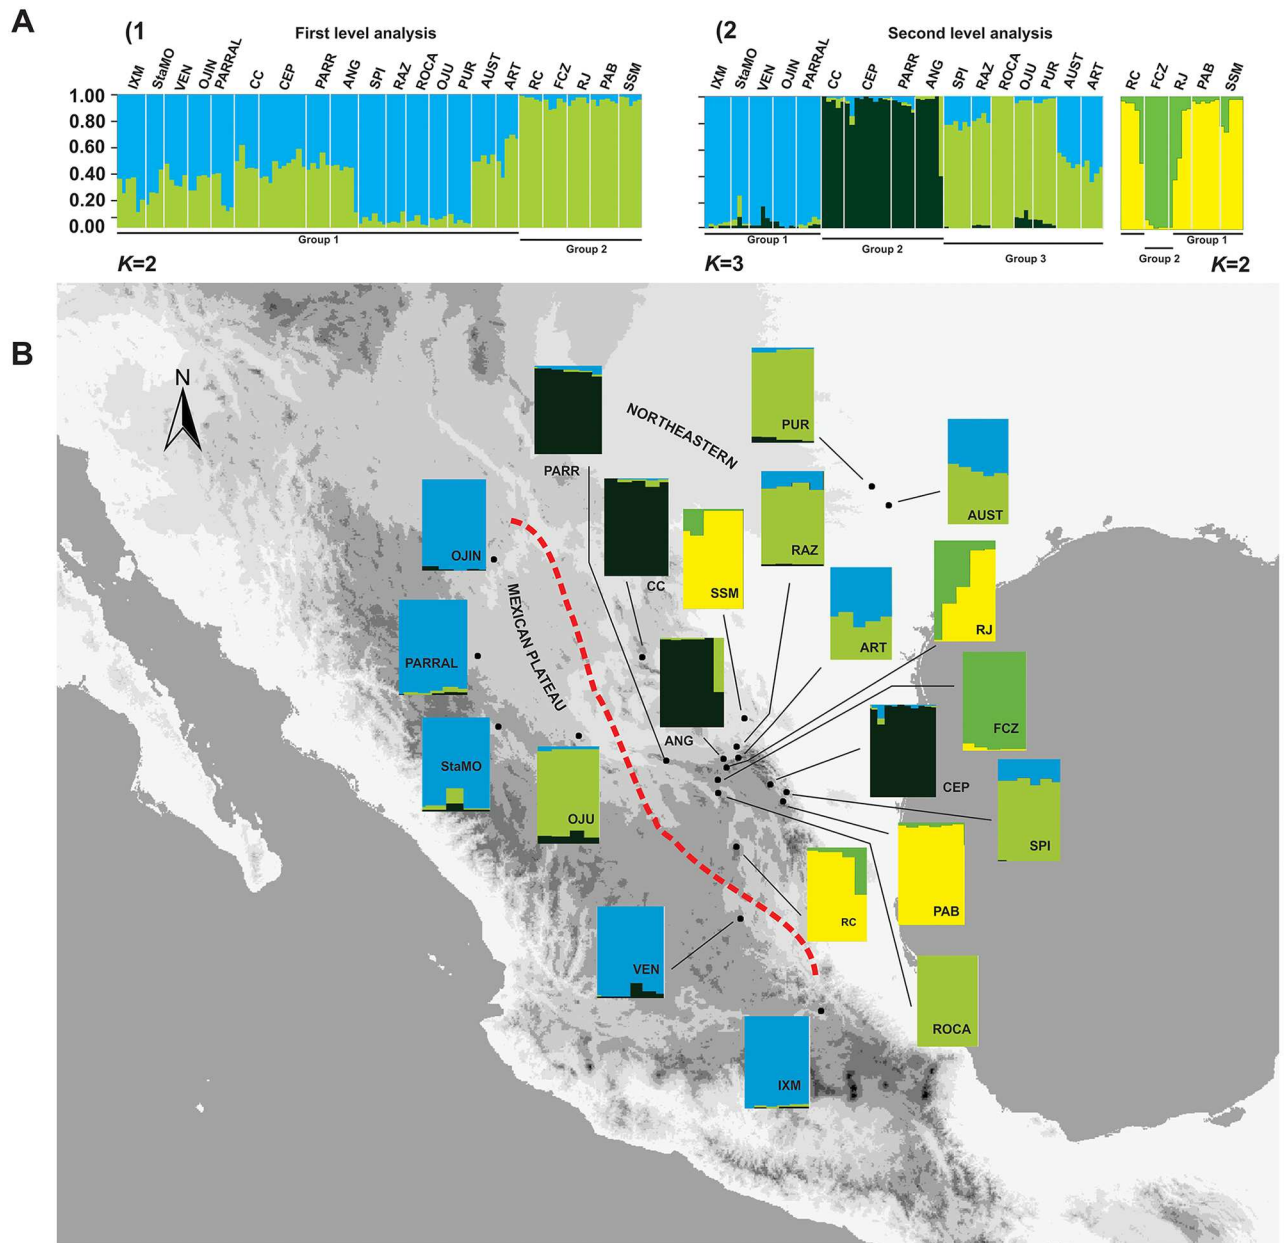 A
(1
First level analysis
IXM
StaMO
VEN
OJIN
PARRAL
CC
CEP
PARR
ANG
SPI
RAZ
ROCA
OJU
PUR
AUST
ART
RC
FCZ
RJ
PAB
SSM
1.00
0.80
0.60
0.40
0.20
0.00
Group 1
Group 2
K=2
(2
Second level analysis
IXM
StaMO
VEN
OJIN
PARRAL
CC
CEP
PARR
ANG
SPI
RAZ
ROCA
OJU
PUR
AUST
ART
RC
FCZ
RJ
PAB
SSM
Group 1
Group 2
Group 3
Group 1
Group 2
K=3
K=2
B
N
NORTHEASTERN
MEXICAN PLATEAU
PARR
PUR
AUST
OJIN
CC
SSM
RAZ
RJ
PARRAL
ART
ANG
FCZ
StaMO
OJU
CEP
SPI
RC
PAB
VEN
ROCA
IXM